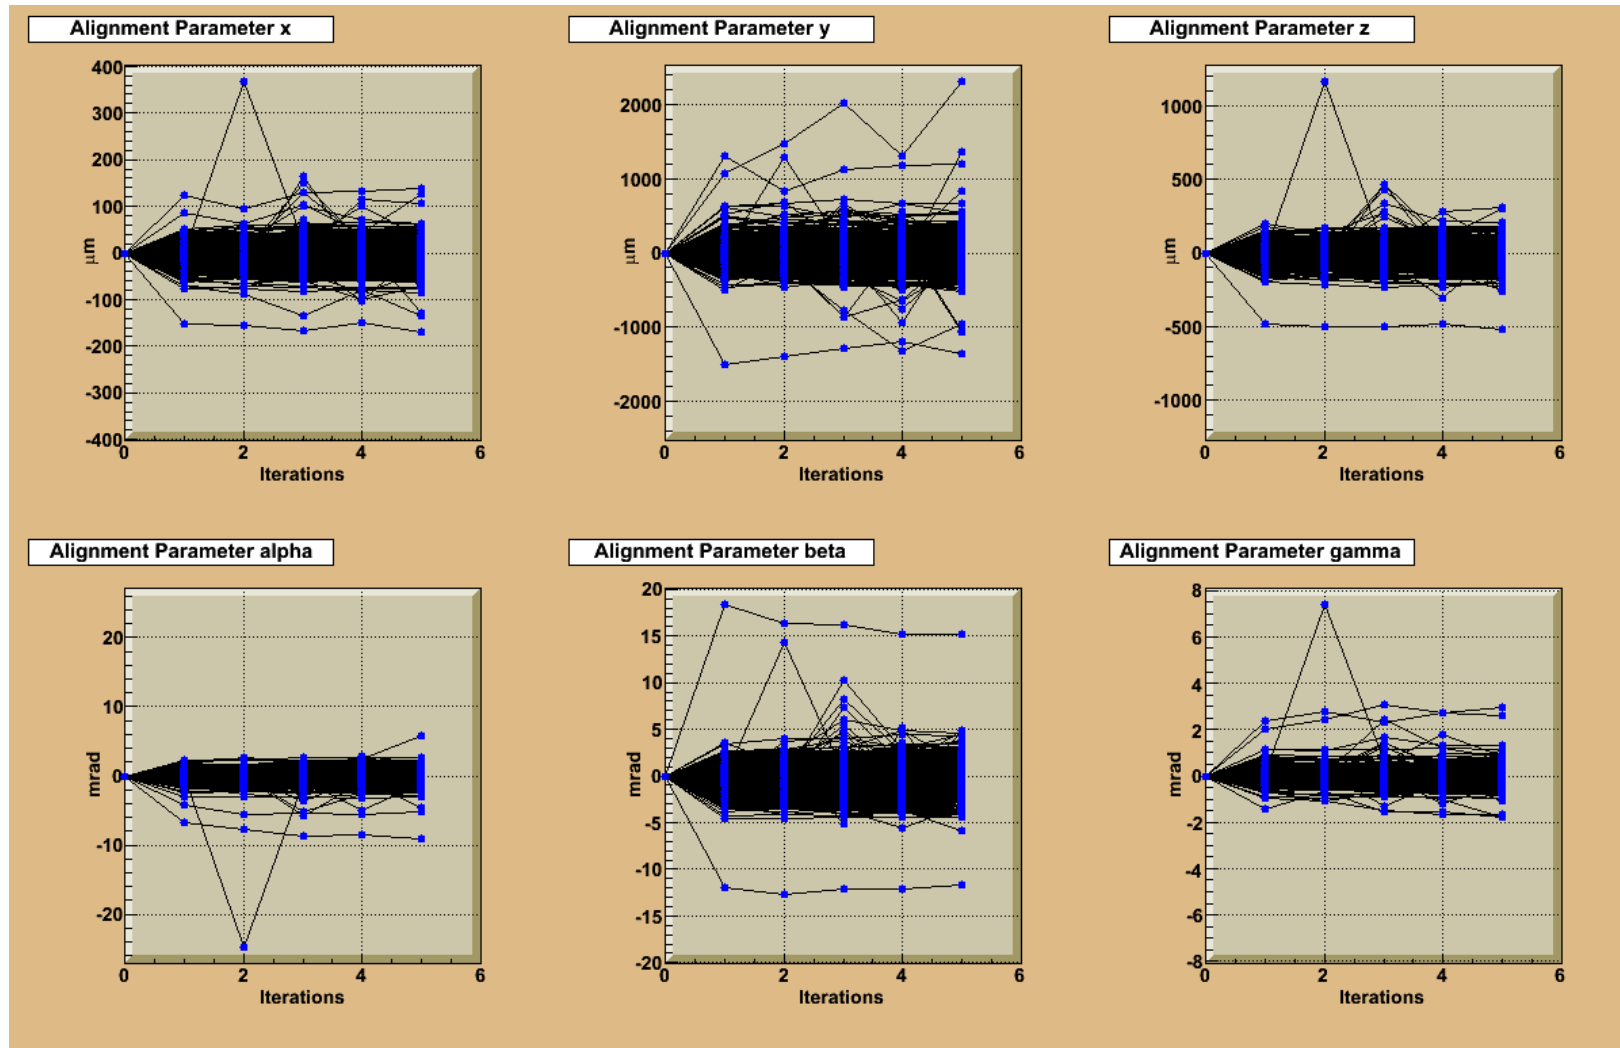 Alignment Parameter x
400
300
200
100
0
-100
-200
-300
-400
μm
0 2 4 6
Iterations
Alignment Parameter y
2000
1000
0
-1000
-2000
μm
0 2 4 6
Iterations
Alignment Parameter z
1000
500
0
-500
-1000
μm
0 2 4 6
Iterations
Alignment Parameter alpha
20
10
0
-10
-20
mrad
0 2 4 6
Iterations
Alignment Parameter beta
20
15
10
5
0
-5
-10
-15
-20
mrad
0 2 4 6
Iterations
Alignment Parameter gamma
8
6
4
2
0
-2
-4
-6
-8
mrad
0 2 4 6
Iterations